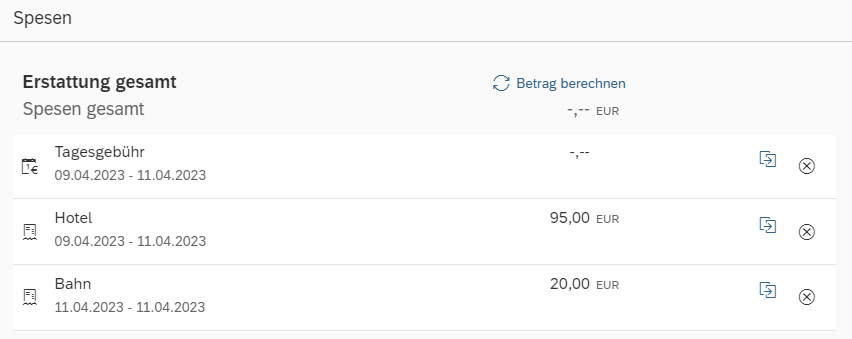 Spesen
Erstattung gesamt
Betrag berechnen
Spesen gesamt
-,-- EUR
Tagesgebühr
-,--
09.04.2023 - 11.04.2023
Hotel
95,00 EUR
09.04.2023 - 11.04.2023
Bahn
20,00 EUR
11.04.2023 - 11.04.2023